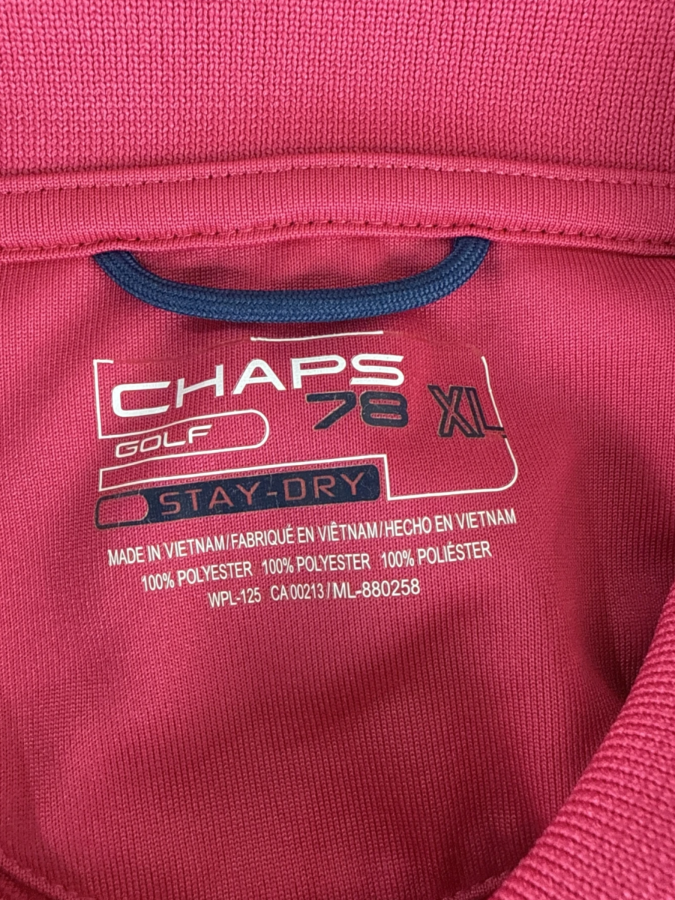 CHAPS
78 XL
GOLF
STAY-DRY
MADE IN VIETNAM/FABRIQUÉ EN VIÊTNAM/HECHO EN VIETNAM
100% POLYESTER 100% POLYESTER 100% POLIÉSTER
WPL-125 CA 00213/ML-880258